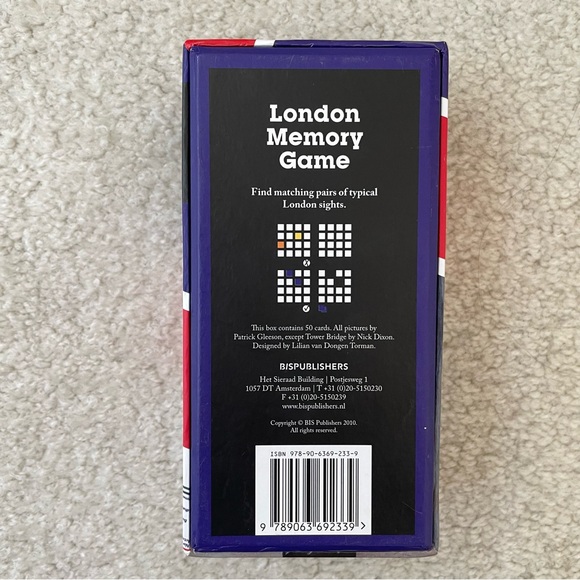 London
Memory
Game
Find matching pairs of typical
London sights.
This box contains 50 cards. All pictures by
Patrick Gleeson, except Tower Bridge by Nick Dixon.
Designed by Lilian van Dongen Torman.
BISPUBLISHERS
Het Sieraad Building | Postjesweg 1
1057 DT Amsterdam | T +31 (0)20-5150230
F +31 (0)20-5150239
www.bispublishers.nl
Copyright © BIS Publishers 2010.
All rights reserved.
ISBN 978-90-6369-233-9
9 789063 692339 >